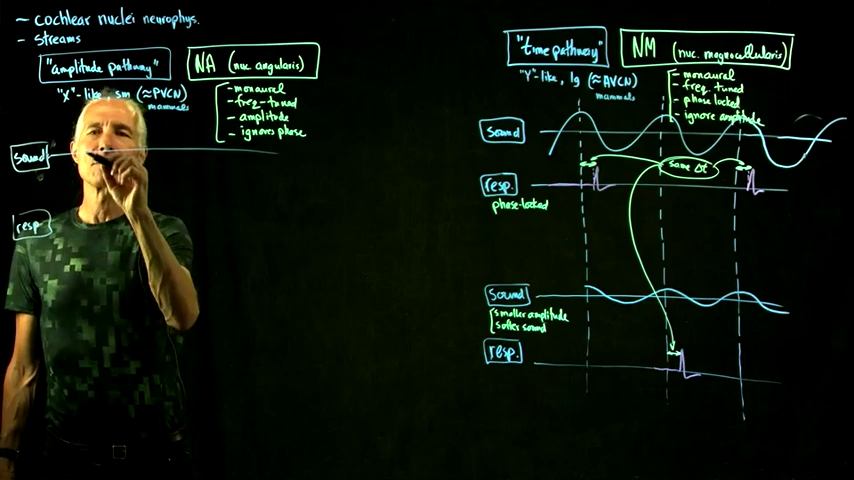 ~ cochlear nuclei neurophys.
- streams
"amplitude pathway"
NA (nuc. angularis)
"X"-like, sm (≈PVCN)
mammals
- monaural
- freq-tuned
- amplitude
- ignores phase
sound
resp
"time pathway"
NM (nuc. magnocellularis)
"Y"-like, lg (≈AVCN)
mammals
- monaural
- freq. tuned
- phase locked
- ignore amplitude
sound
same Δt
resp.
phase-locked
sound
smaller amplitude
softer sound
resp.